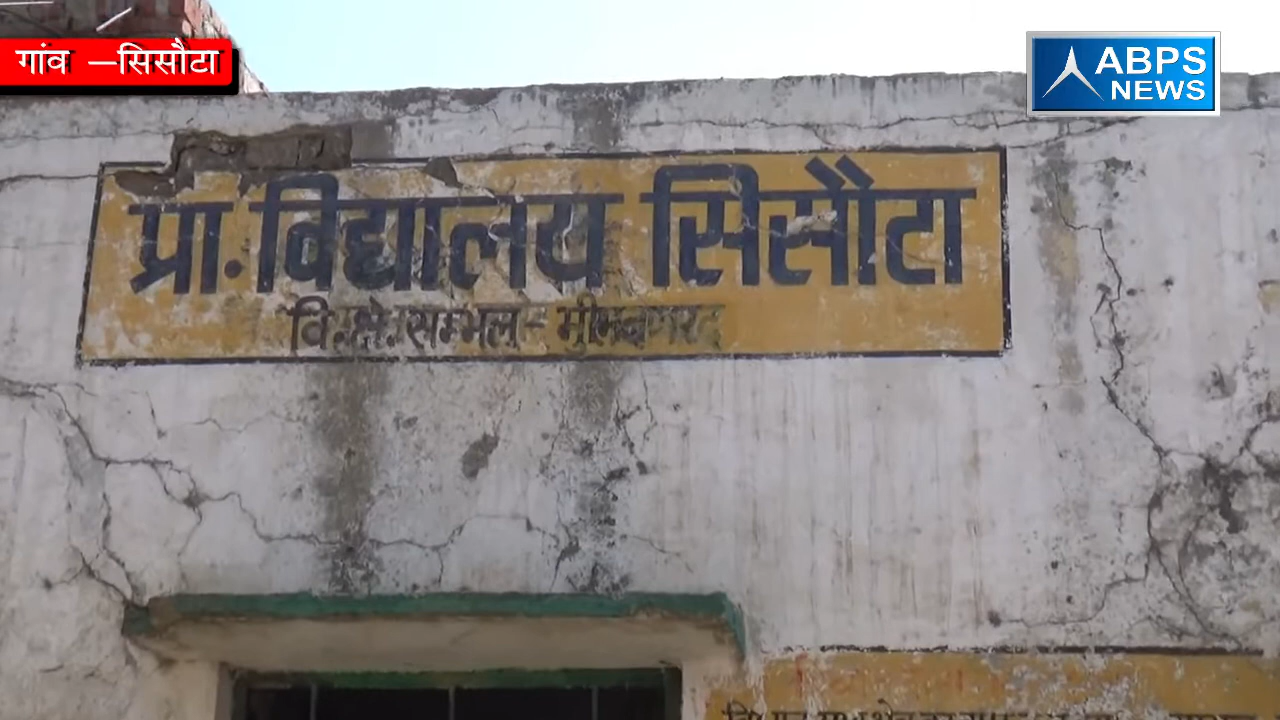 गांव –सिसौटा
ABPS
NEWS
प्रा.विद्यालय सिसौटा
वि.क्षे.सम्भल-